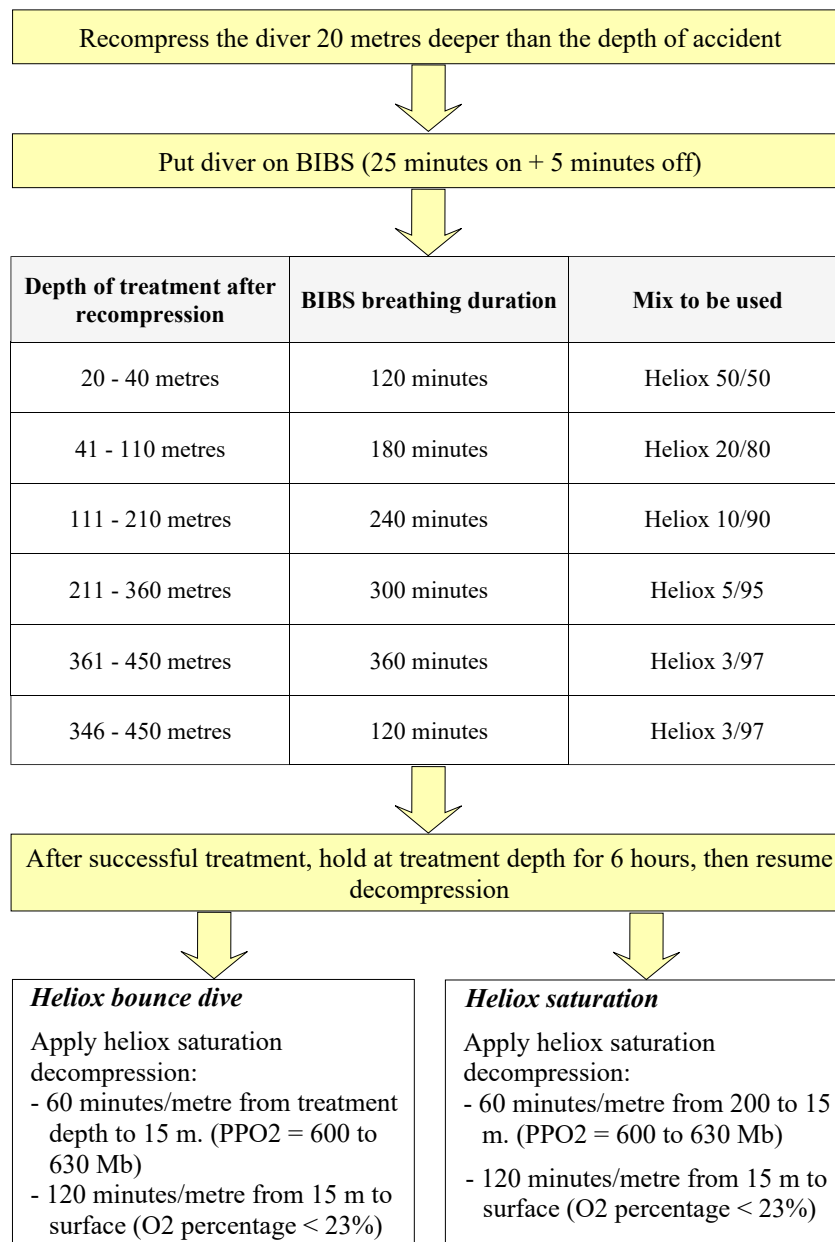 Recompress the diver 20 metres deeper than the depth of accident
Put diver on BIBS (25 minutes on + 5 minutes off)
Depth of treatment after
recompression
BIBS breathing duration
Mix to be used
20 - 40 metres
120 minutes
Heliox 50/50
41 - 110 metres
180 minutes
Heliox 20/80
111 - 210 metres
240 minutes
Heliox 10/90
211 - 360 metres
300 minutes
Heliox 5/95
361 - 450 metres
360 minutes
Heliox 3/97
346 - 450 metres
120 minutes
Heliox 3/97
After successful treatment, hold at treatment depth for 6 hours, then resume
decompression
Heliox bounce dive
Apply heliox saturation
decompression:
- 60 minutes/metre from treatment
depth to 15 m. (PPO2 = 600 to
630 Mb)
- 120 minutes/metre from 15 m to
surface (O2 percentage < 23%)
Heliox saturation
Apply heliox saturation
decompression:
- 60 minutes/metre from 200 to 15
m. (PPO2 = 600 to 630 Mb)
- 120 minutes/metre from 15 m to
surface (O2 percentage < 23%)